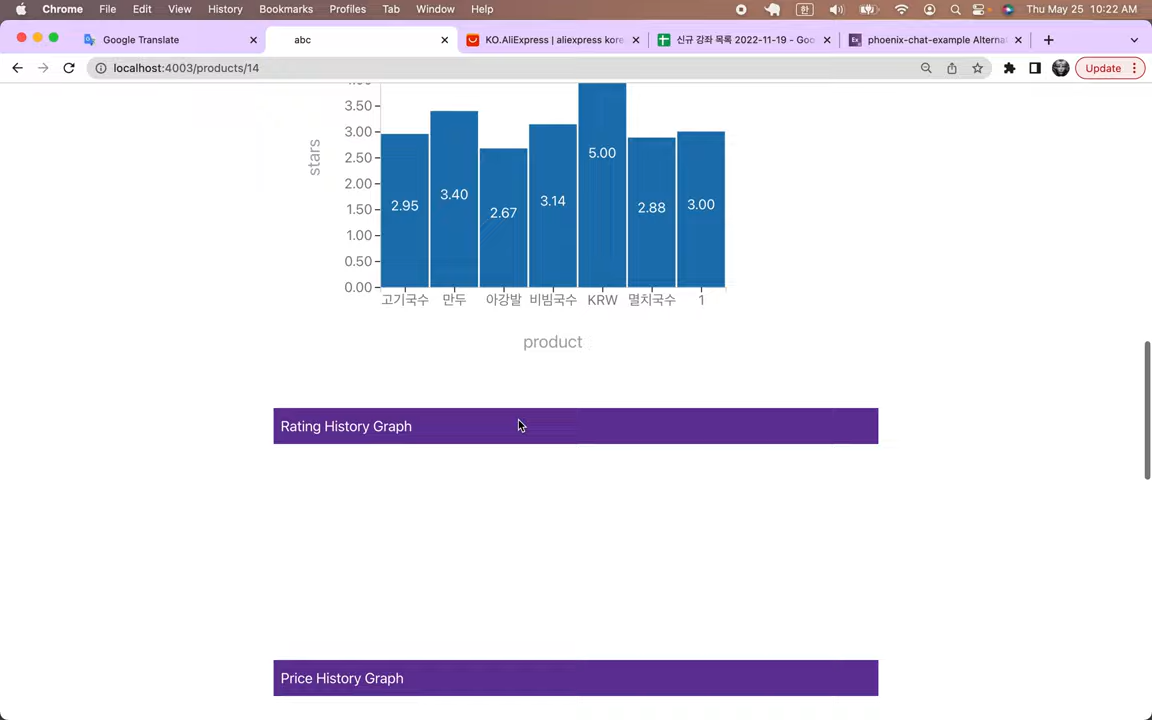 Chrome File Edit View History Bookmarks Profiles Tab Window Help 한 Thu May 25 10:22 AM
Google Translate abc KO.AliExpress | aliexpress kore 신규 강좌 목록 2022-11-19 - Goo phoenix-chat-example Alterna
localhost:4003/products/14 Update
3.50
3.00
2.50
2.00
1.50
1.00
0.50
0.00
stars
2.95 3.40 2.67 3.14 5.00 2.88 3.00
고기국수 만두 아강발 비빔국수 KRW 멸치국수 1
product
Rating History Graph
Price History Graph